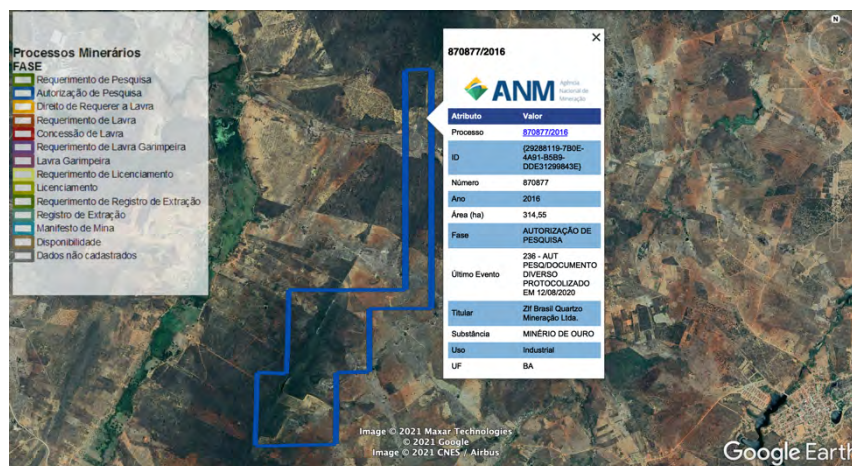 Processos Minerários
FASE
Requerimento de Pesquisa
Autorização de Pesquisa
Direito de Requerer a Lavra
Requerimento de Lavra
Concessão de Lavra
Requerimento de Lavra Garimpeira
Lavra Garimpeira
Requerimento de Licenciamento
Licenciamento
Requerimento de Registro de Extração
Registro de Extração
Manifesto de Mina
Disponibilidade
Dados não cadastrados
N
870877/2016
ANM Agência
Nacional de
Mineração
Atributo Valor
Processo 870877/2016
ID {29288119-7B0E-
4A91-B5B9-
DDE31299843E}
Número 870877
Ano 2016
Área (ha) 314,55
Fase AUTORIZAÇÃO DE
PESQUISA
Último Evento 236 - AUT
PESQ/DOCUMENTO
DIVERSO
PROTOCOLIZADO
EM 12/08/2020
Titular Zlf Brasil Quartzo
Mineração Ltda.
Substância MINÉRIO DE OURO
Uso Industrial
UF BA
Image © 2021 Maxar Technologies
© 2021 Google
Image © 2021 CNES / Airbus
Google Earth